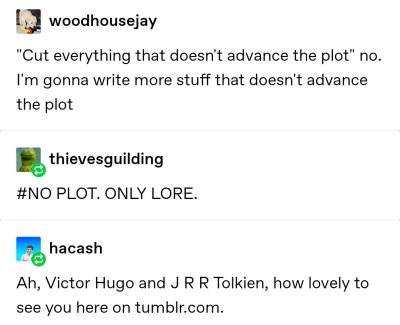 woodhousejay
"Cut everything that doesn't advance the plot" no.
I'm gonna write more stuff that doesn't advance
the plot
thievesguilding
#NO PLOT. ONLY LORE.
hacash
Ah, Victor Hugo and J R R Tolkien, how lovely to
see you here on tumblr.com.